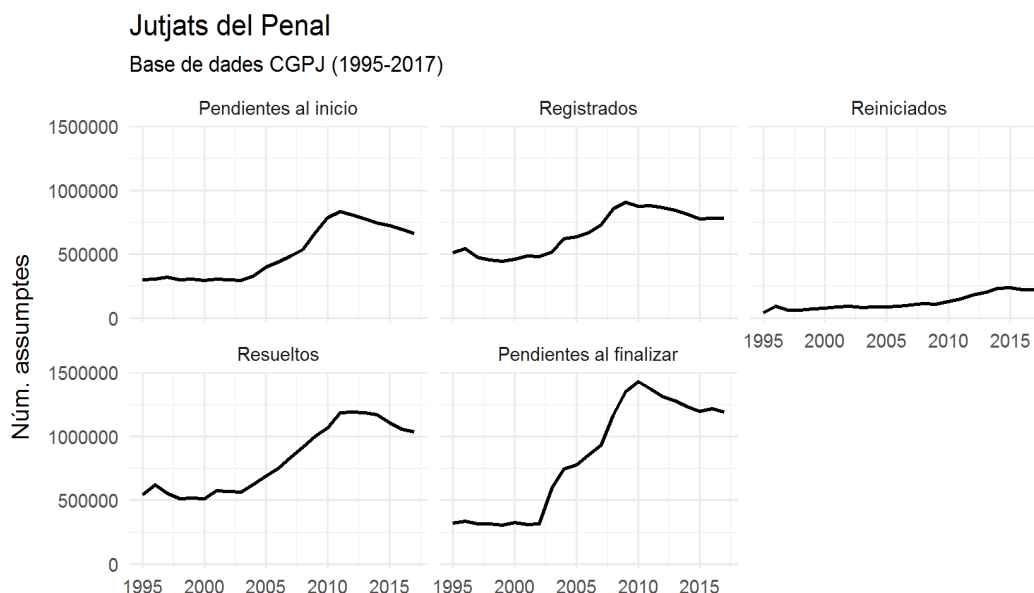 Jutjats del Penal
Base de dades CGPJ (1995-2017)
Pendientes al inicio
Registrados
Reiniciados
1500000
1000000
500000
0
1995 2000 2005 2010 2015
Núm. assumptes
Resueltos
Pendientes al finalizar
1500000
1000000
500000
0
1995 2000 2005 2010 2015
1995 2000 2005 2010 2015